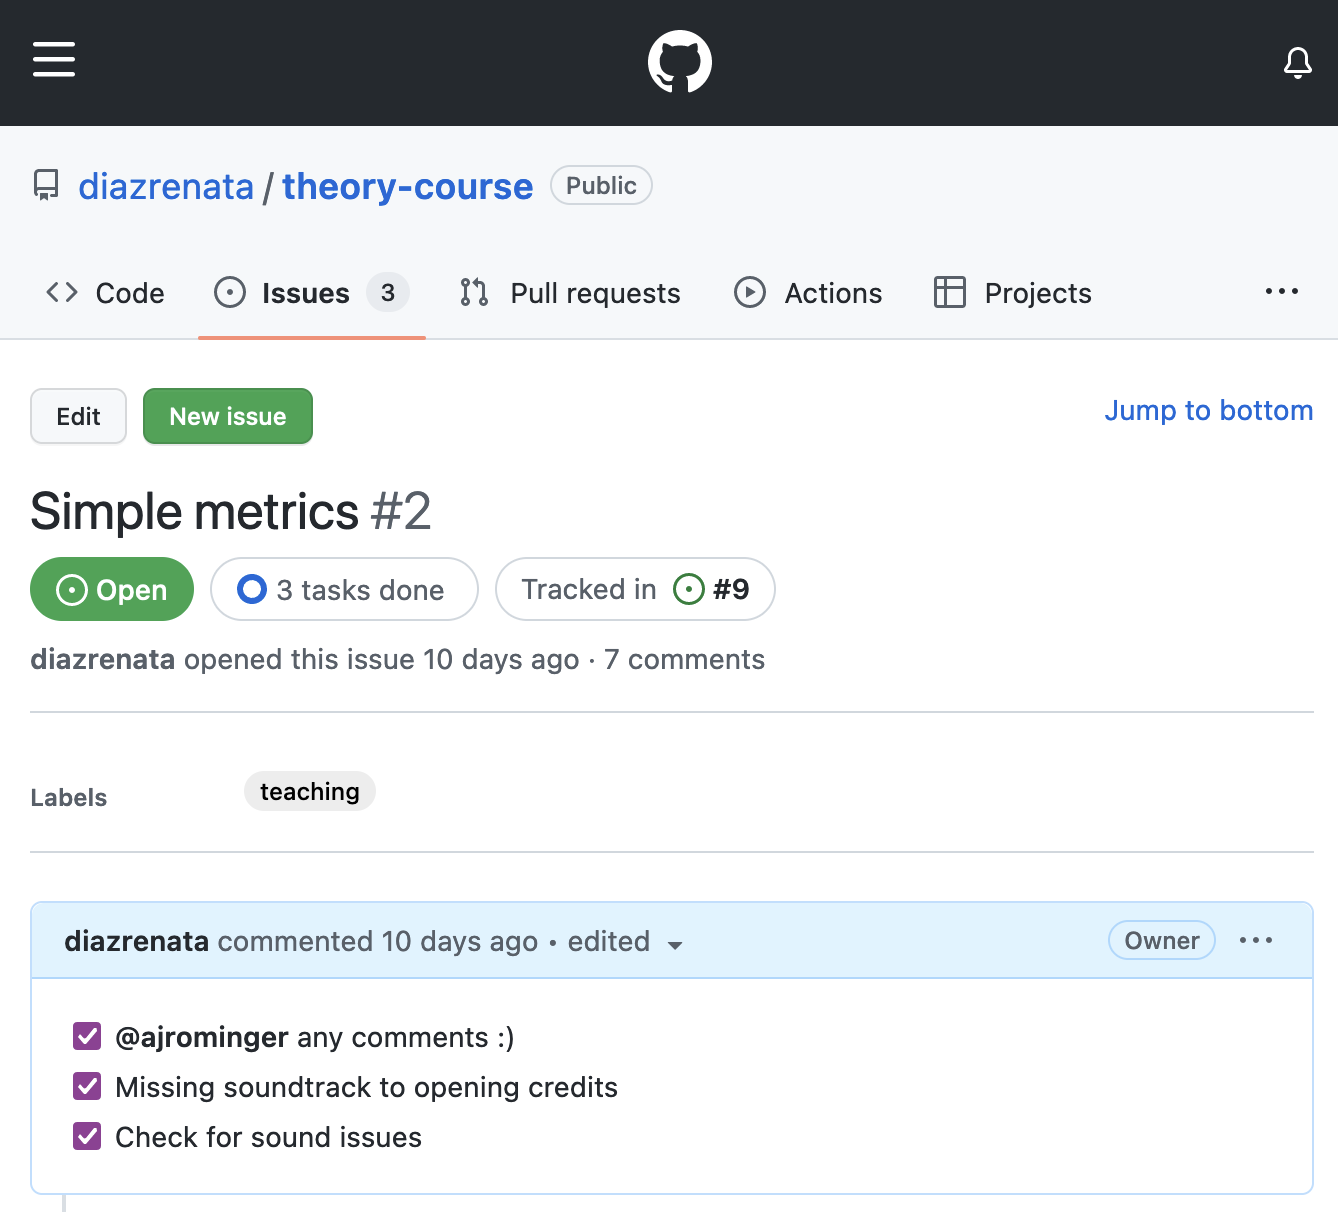 diazrenata / theory-course Public
Code Issues 3 Pull requests Actions Projects
Edit New issue Jump to bottom
Simple metrics #2
Open 3 tasks done Tracked in #9
diazrenata opened this issue 10 days ago · 7 comments
Labels teaching
diazrenata commented 10 days ago • edited Owner
@ajrominger any comments :)
Missing soundtrack to opening credits
Check for sound issues